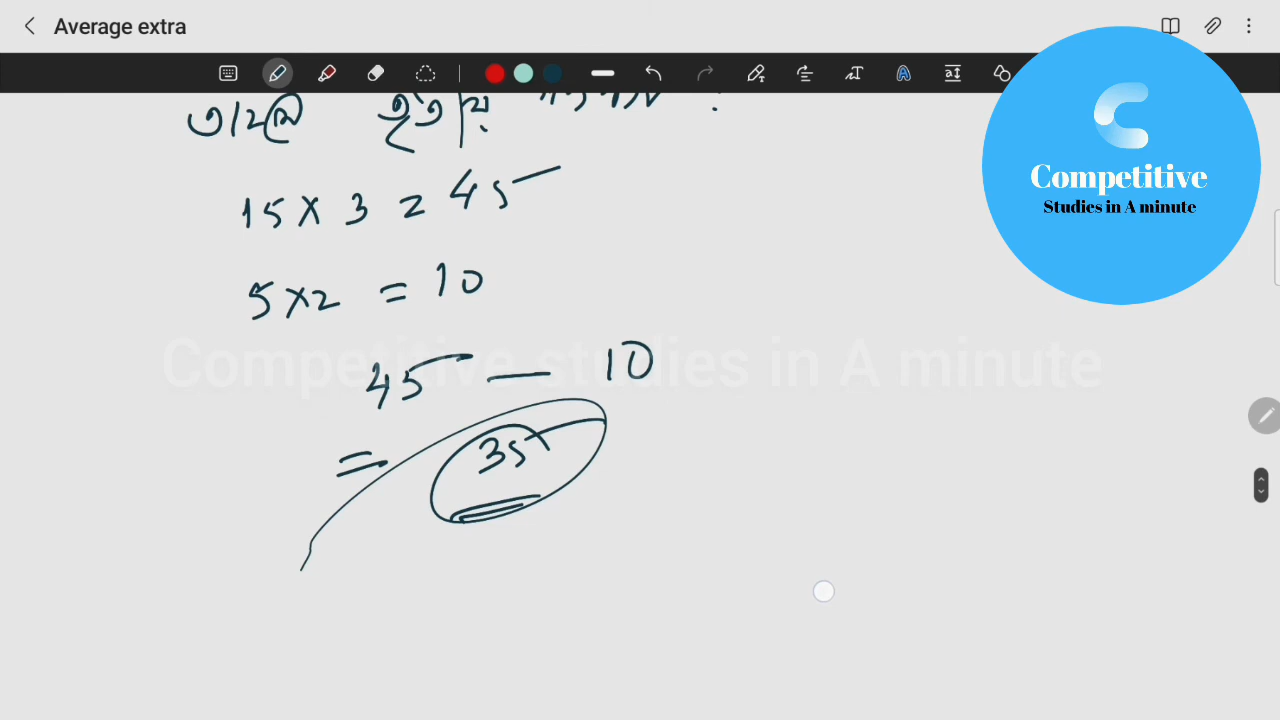 Average extra
Competitive
Studies in A minute
তাহলে তৃতীয় ?
15 × 3 = 45
5 × 2 = 10
Competitive studies in A minute
45 — 10
= 35